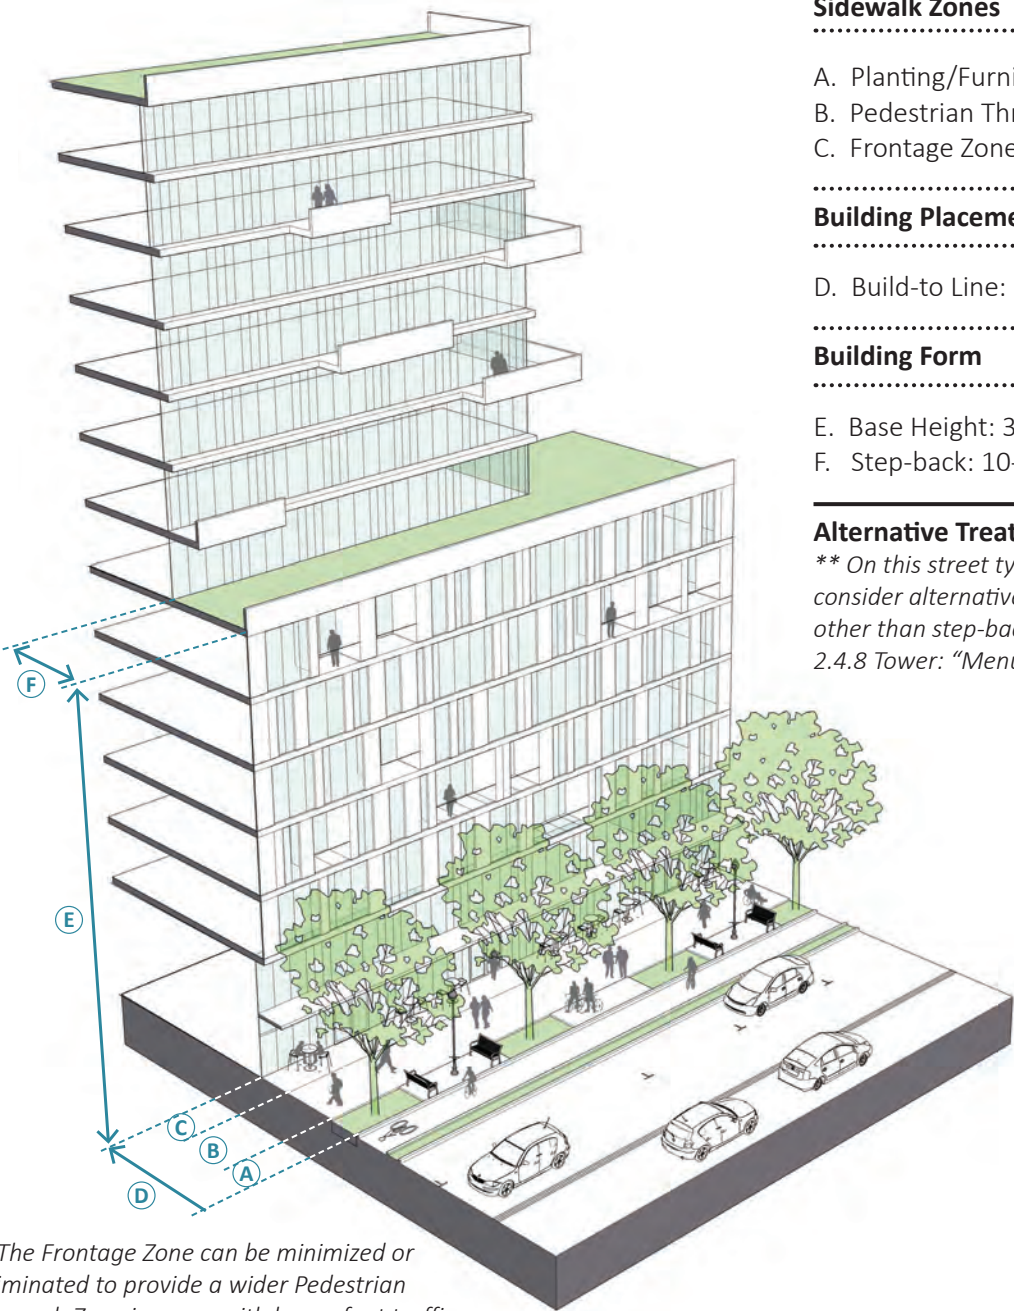 Sidewalk Zones
A. Planting/Furni
B. Pedestrian Thr
C. Frontage Zone
Building Placeme
D. Build-to Line:
Building Form
E. Base Height: 3
F. Step-back: 10-
Alternative Treat
** On this street ty
consider alternative
other than step-bac
2.4.8 Tower: “Menu
F
E
C
B
A
D
The Frontage Zone can be minimized or
minated to provide a wider Pedestrian